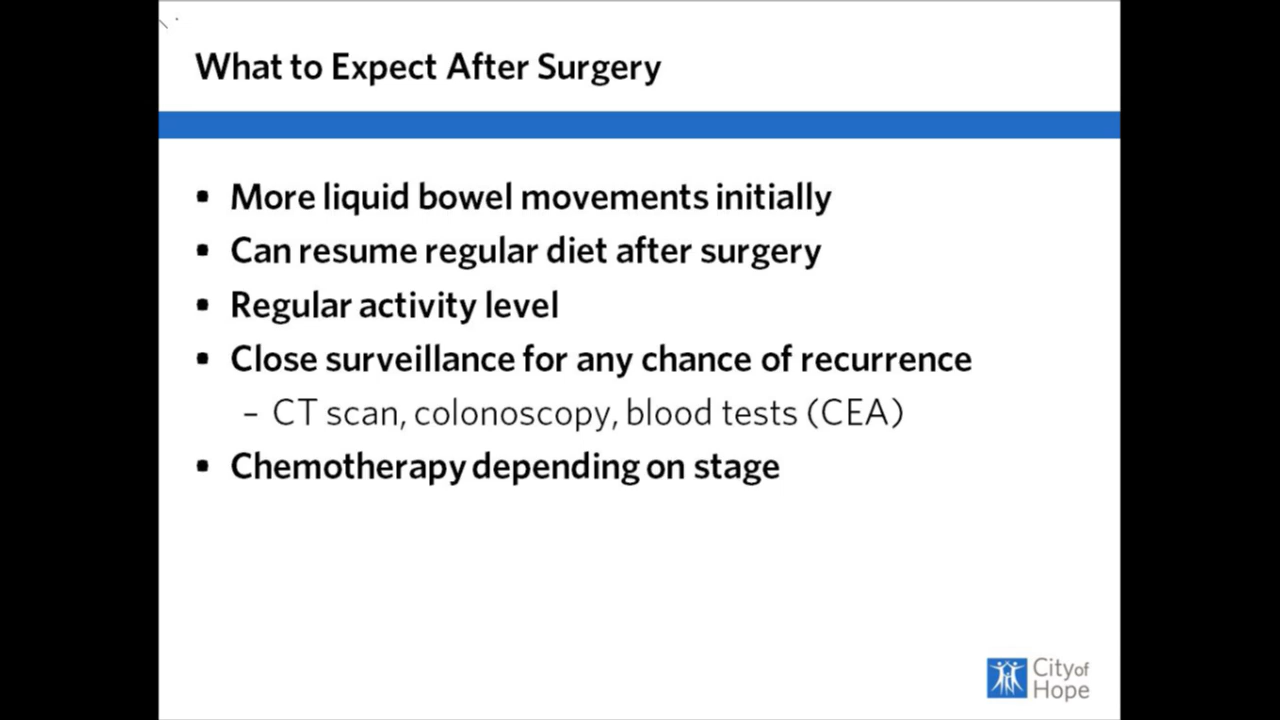 What to Expect After Surgery
▪ More liquid bowel movements initially
▪ Can resume regular diet after surgery
▪ Regular activity level
▪ Close surveillance for any chance of recurrence
– CT scan, colonoscopy, blood tests (CEA)
▪ Chemotherapy depending on stage
City of
Hope